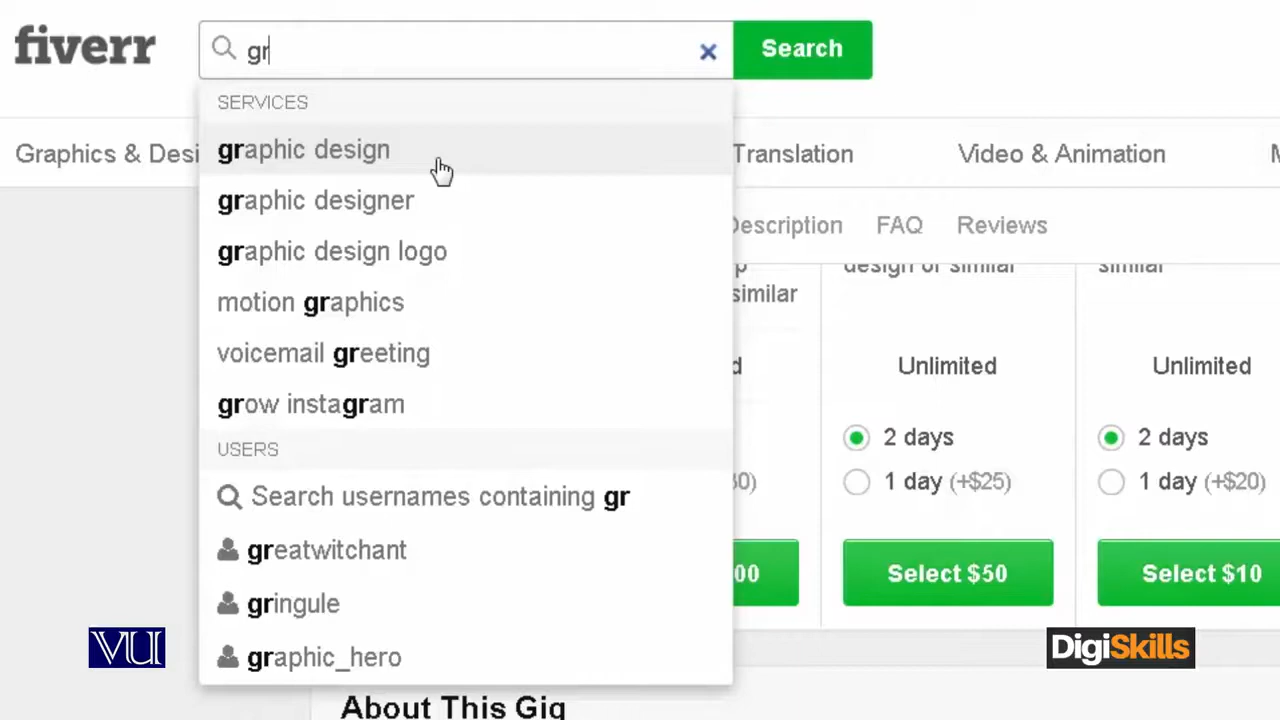 fiverr
gr
Search
SERVICES
graphic design
graphic designer
graphic design logo
motion graphics
voicemail greeting
grow instagram
USERS
Search usernames containing gr
greatwitchant
gringule
graphic_hero
Graphics & Desi
Translation
Video & Animation
M
Description
FAQ
Reviews
similar
design or similar
similar
d
Unlimited
Unlimited
2 days
2 days
1 day (+$25)
1 day (+$20)
00
Select $50
Select $10
VU
DigiSkills
About This Gig